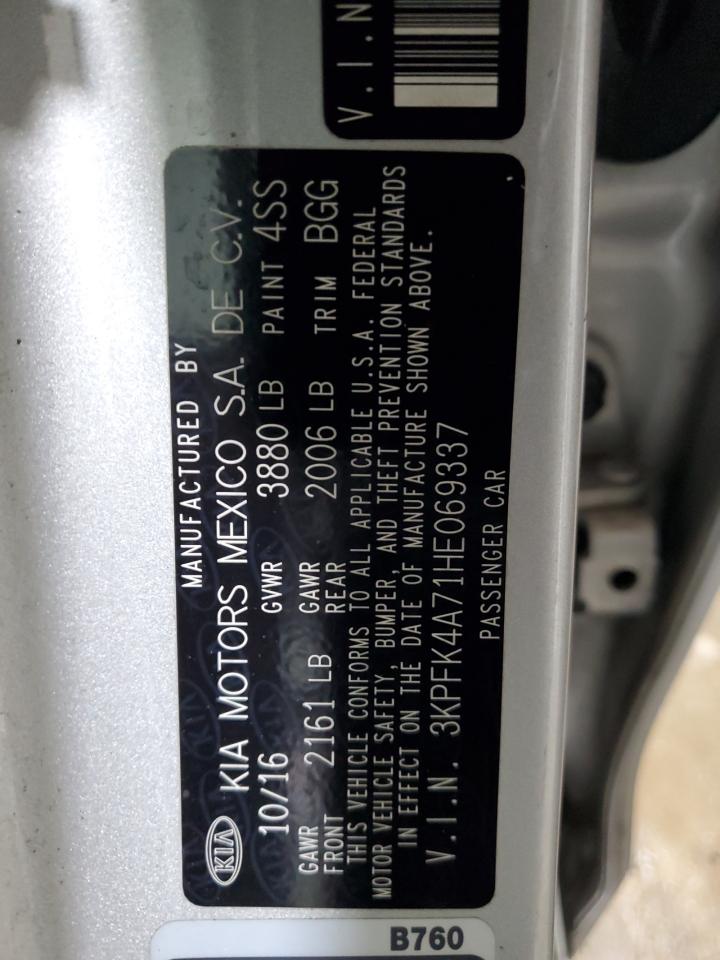 MANUFACTURED BY
KIA KIA MOTORS MEXICO S.A. DE C.V.
10/16 GVWR 3880 LB PAINT 4SS
GAWR FRONT 2161 LB GAWR REAR 2006 LB TRIM BGG
THIS VEHICLE CONFORMS TO ALL APPLICABLE U.S.A. FEDERAL
MOTOR VEHICLE SAFETY, BUMPER, AND THEFT PREVENTION STANDARDS
IN EFFECT ON THE DATE OF MANUFACTURE SHOWN ABOVE.
V.I.N. 3KPFK4A71HE069337
PASSENGER CAR
V.I.N
B760